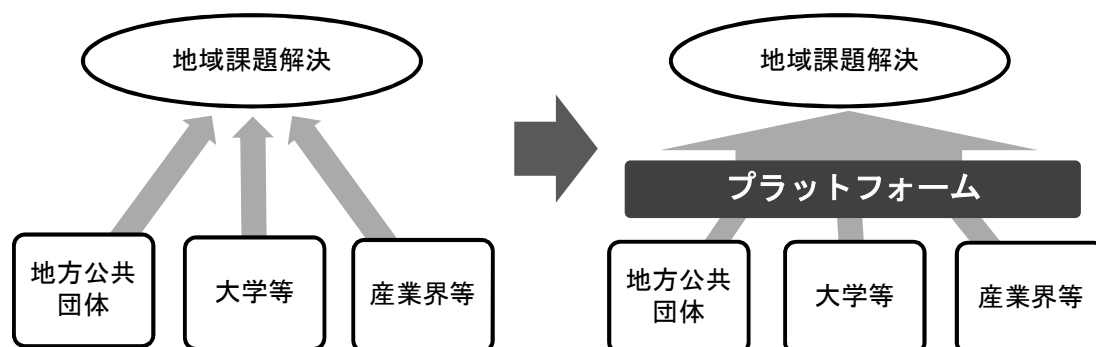 地域課題解決
地方公共
団体
大学等
産業界等
地域課題解決
プラットフォーム
地方公共
団体
大学等
産業界等